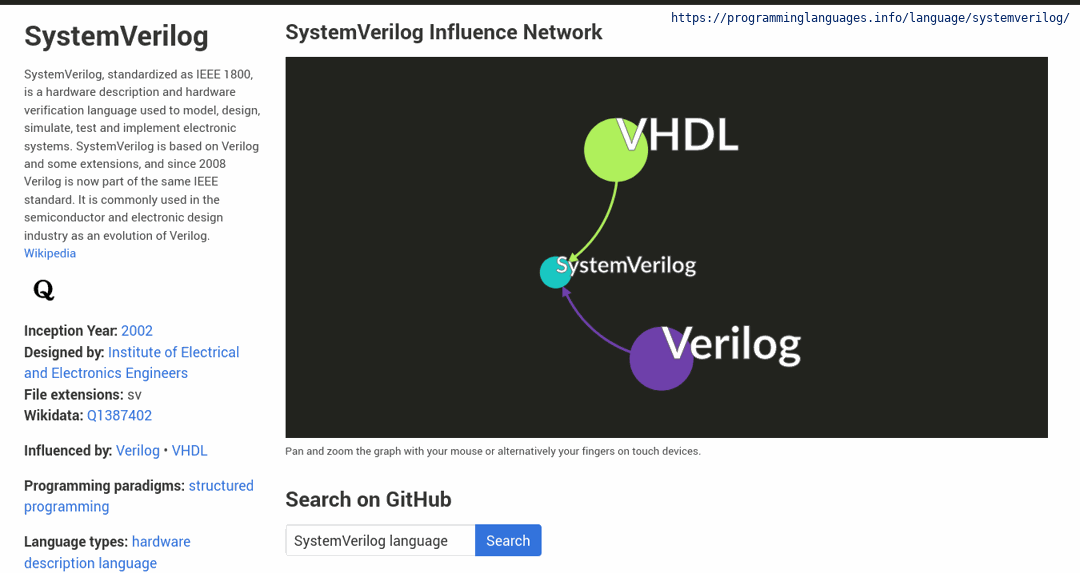 https://programminglanguages.info/language/systemverilog/
SystemVerilog
SystemVerilog, standardized as IEEE 1800,
is a hardware description and hardware
verification language used to model, design,
simulate, test and implement electronic
systems. SystemVerilog is based on Verilog
and some extensions, and since 2008
Verilog is now part of the same IEEE
standard. It is commonly used in the
semiconductor and electronic design
industry as an evolution of Verilog.
Wikipedia
Q
Inception Year: 2002
Designed by: Institute of Electrical
and Electronics Engineers
File extensions: sv
Wikidata: Q1387402
Influenced by: Verilog • VHDL
Programming paradigms: structured
programming
Language types: hardware
description language
SystemVerilog Influence Network
VHDL
SystemVerilog
Verilog
Pan and zoom the graph with your mouse or alternatively your fingers on touch devices.
Search on GitHub
SystemVerilog language
Search